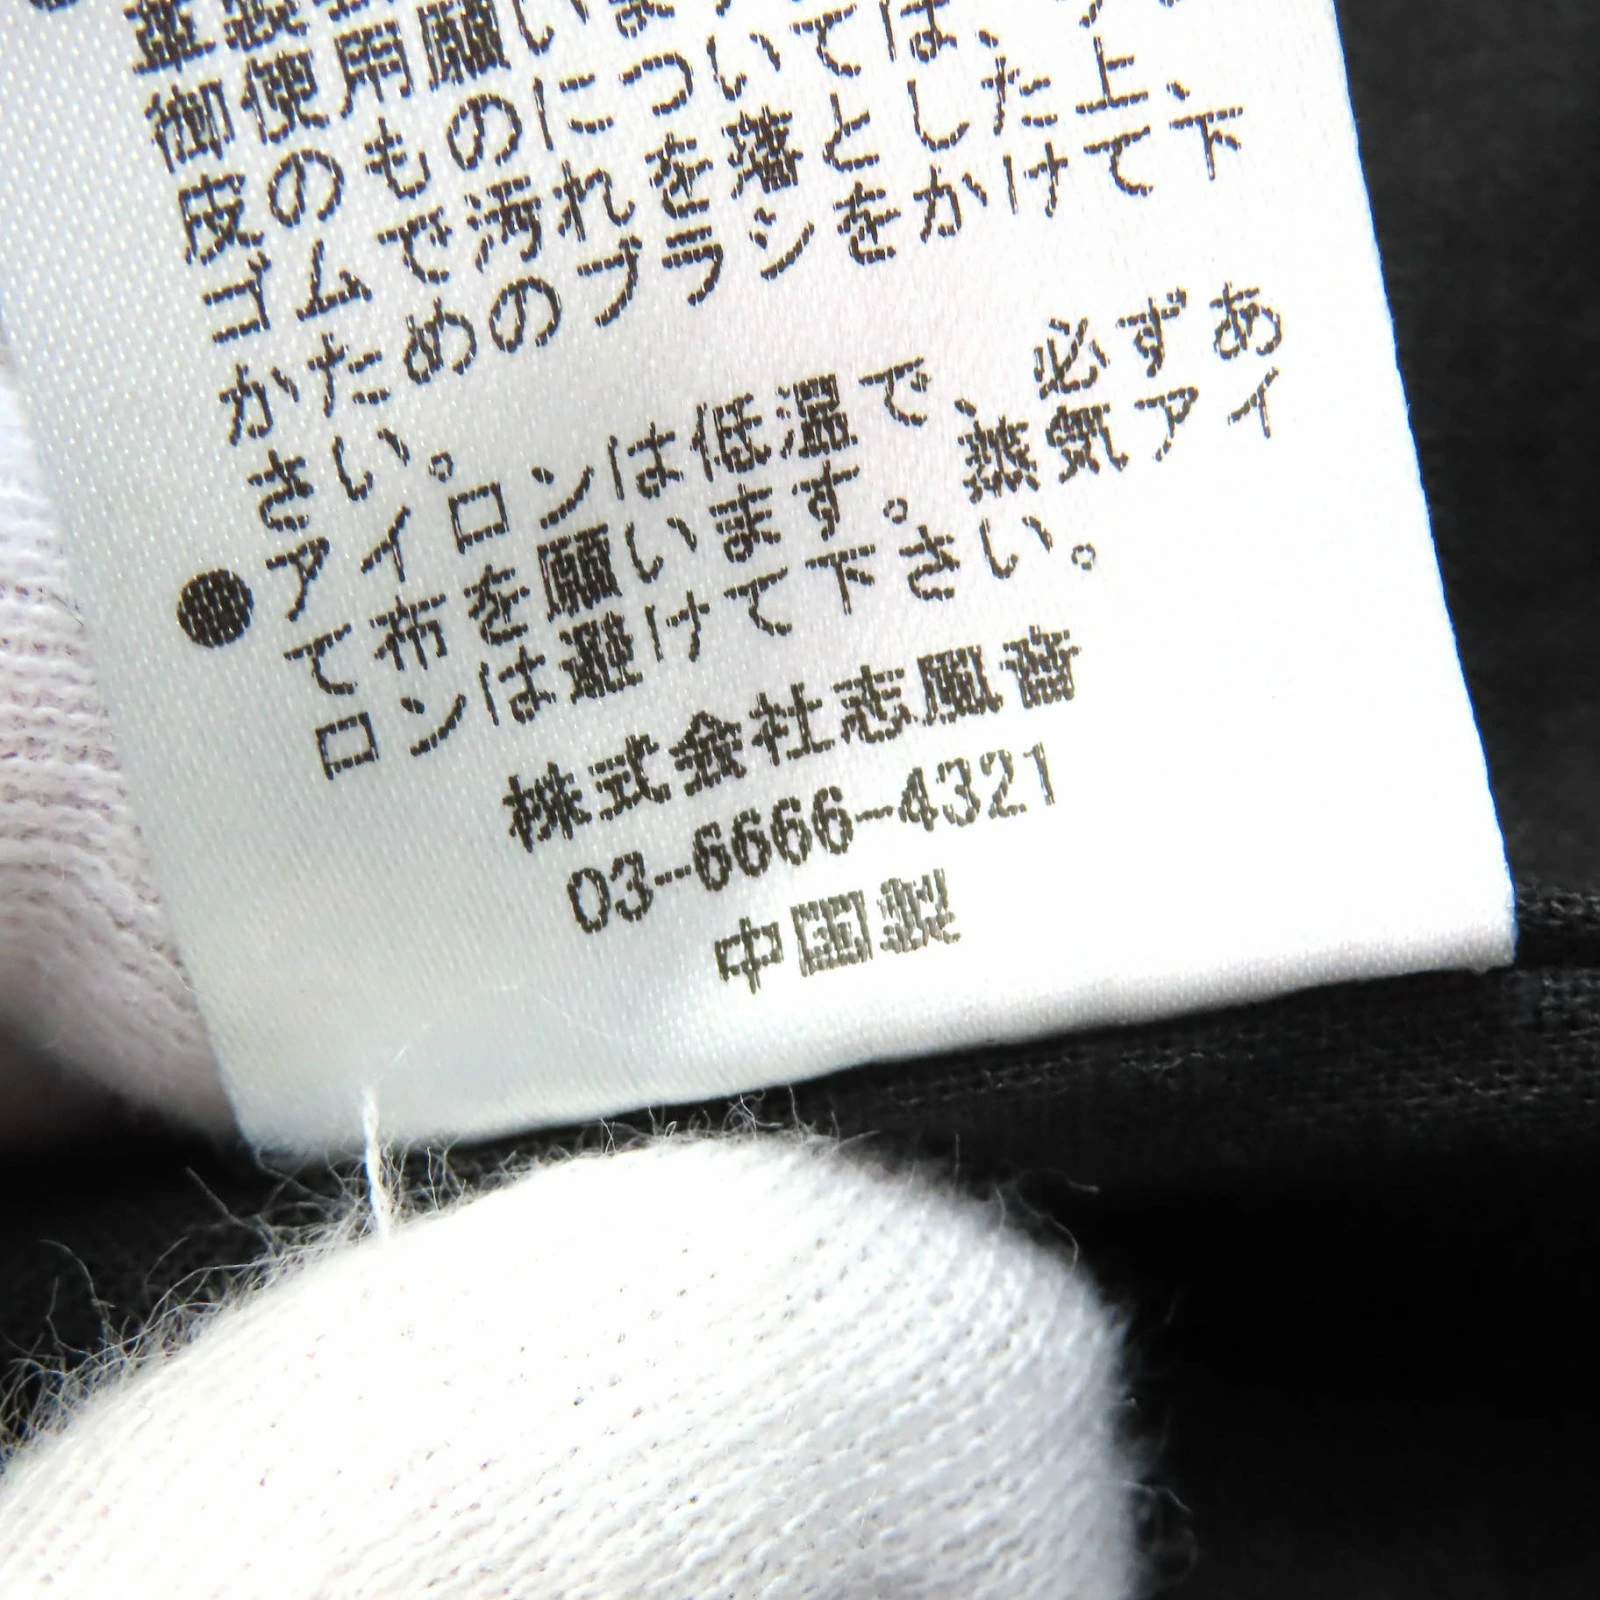 御使用願いま
皮のものについては、
ゴムで汚れを落とした上、
かためのブラシをかけて下
さい。
●アイロンは低温で、必ずあ
て布を願います。蒸気アイ
ロンは避けて下さい。
株式会社志風音
03-6666-4321
中国製